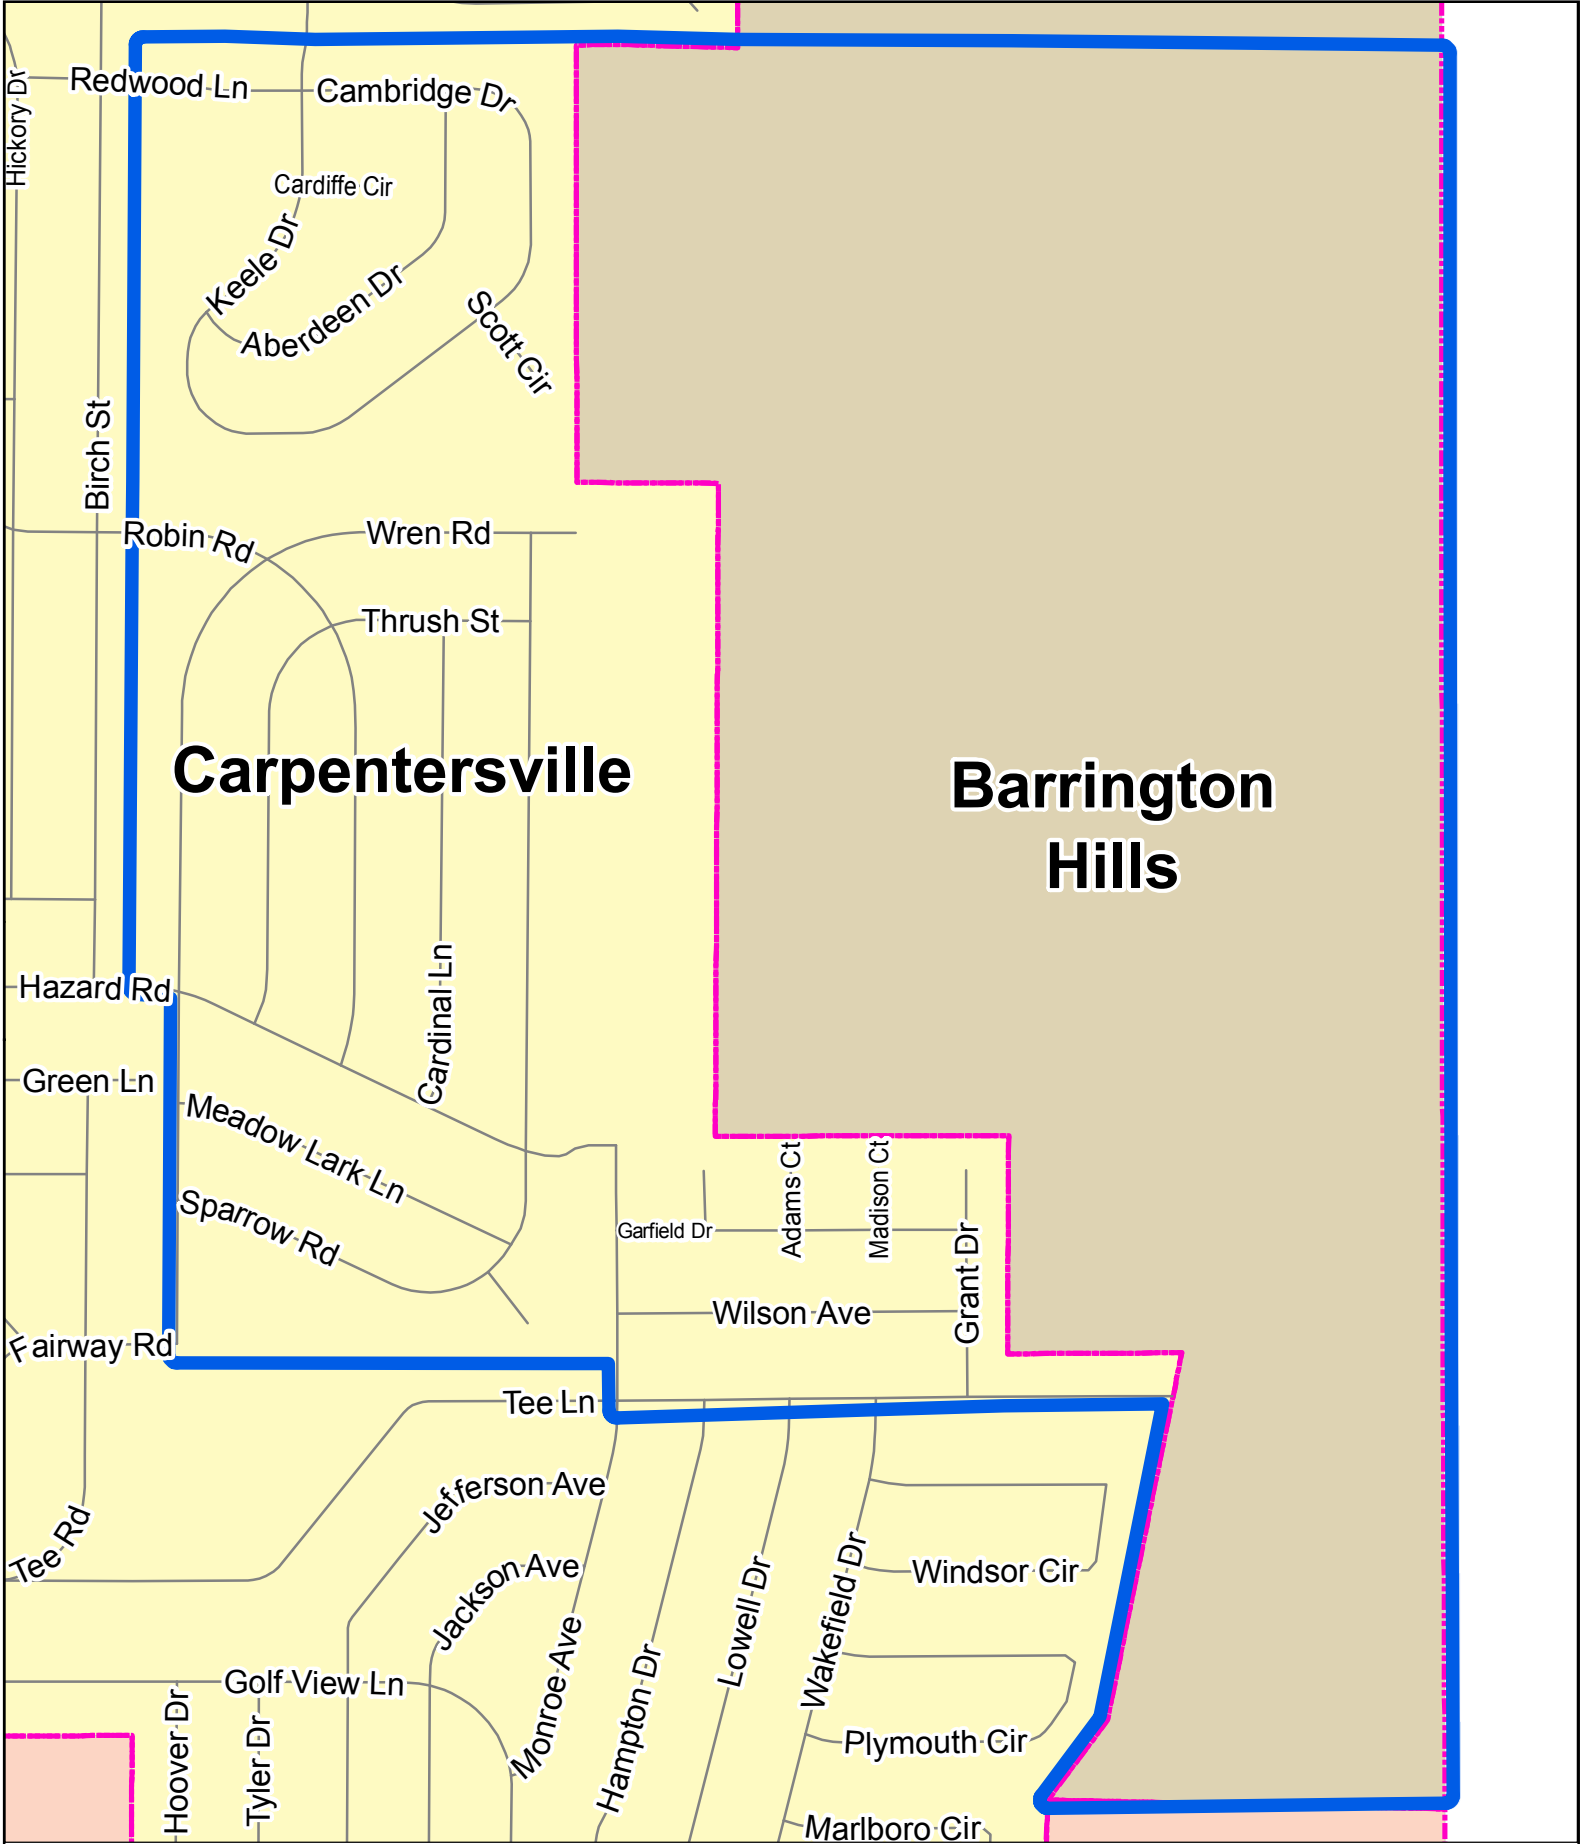 Redwood Ln
Cambridge Dr
Hickory Dr
Cardiffe Cir
Keele Dr
Aberdeen Dr
Scott Cir
Birch St
Robin Rd
Wren Rd
Thrush St
Carpentersville
Barrington
Hills
Hazard Rd
Cardinal Ln
Green Ln
Meadow Lark Ln
Sparrow Rd
Garfield Dr
Adams Ct
Madison Ct
Grant Dr
Wilson Ave
Fairway Rd
Tee Ln
Jefferson Ave
Tee Rd
Jackson Ave
Windsor Cir
Monroe Ave
Hampton Dr
Lowell Dr
Wakefield Dr
Golf View Ln
Hoover Dr
Tyler Dr
Plymouth Cir
Marlboro Cir